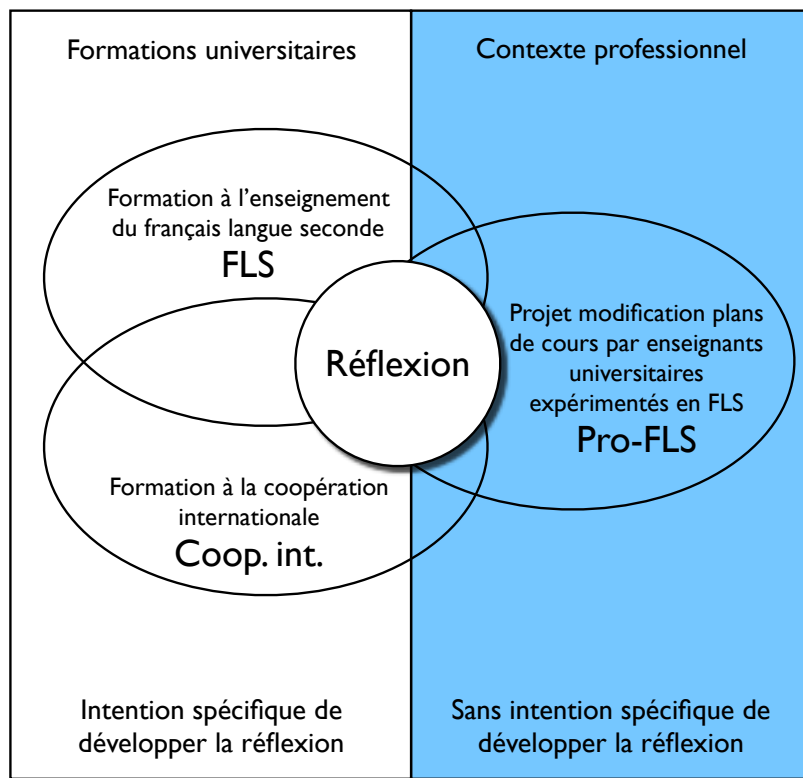 Formations universitaires
Contexte professionnel
Formation à l'enseignement
du français langue seconde
FLS
Réflexion
Projet modification plans
de cours par enseignants
universitaires
expérimentés en FLS
Pro-FLS
Formation à la coopération
internationale
Coop. int.
Intention spécifique de
développer la réflexion
Sans intention spécifique de
développer la réflexion